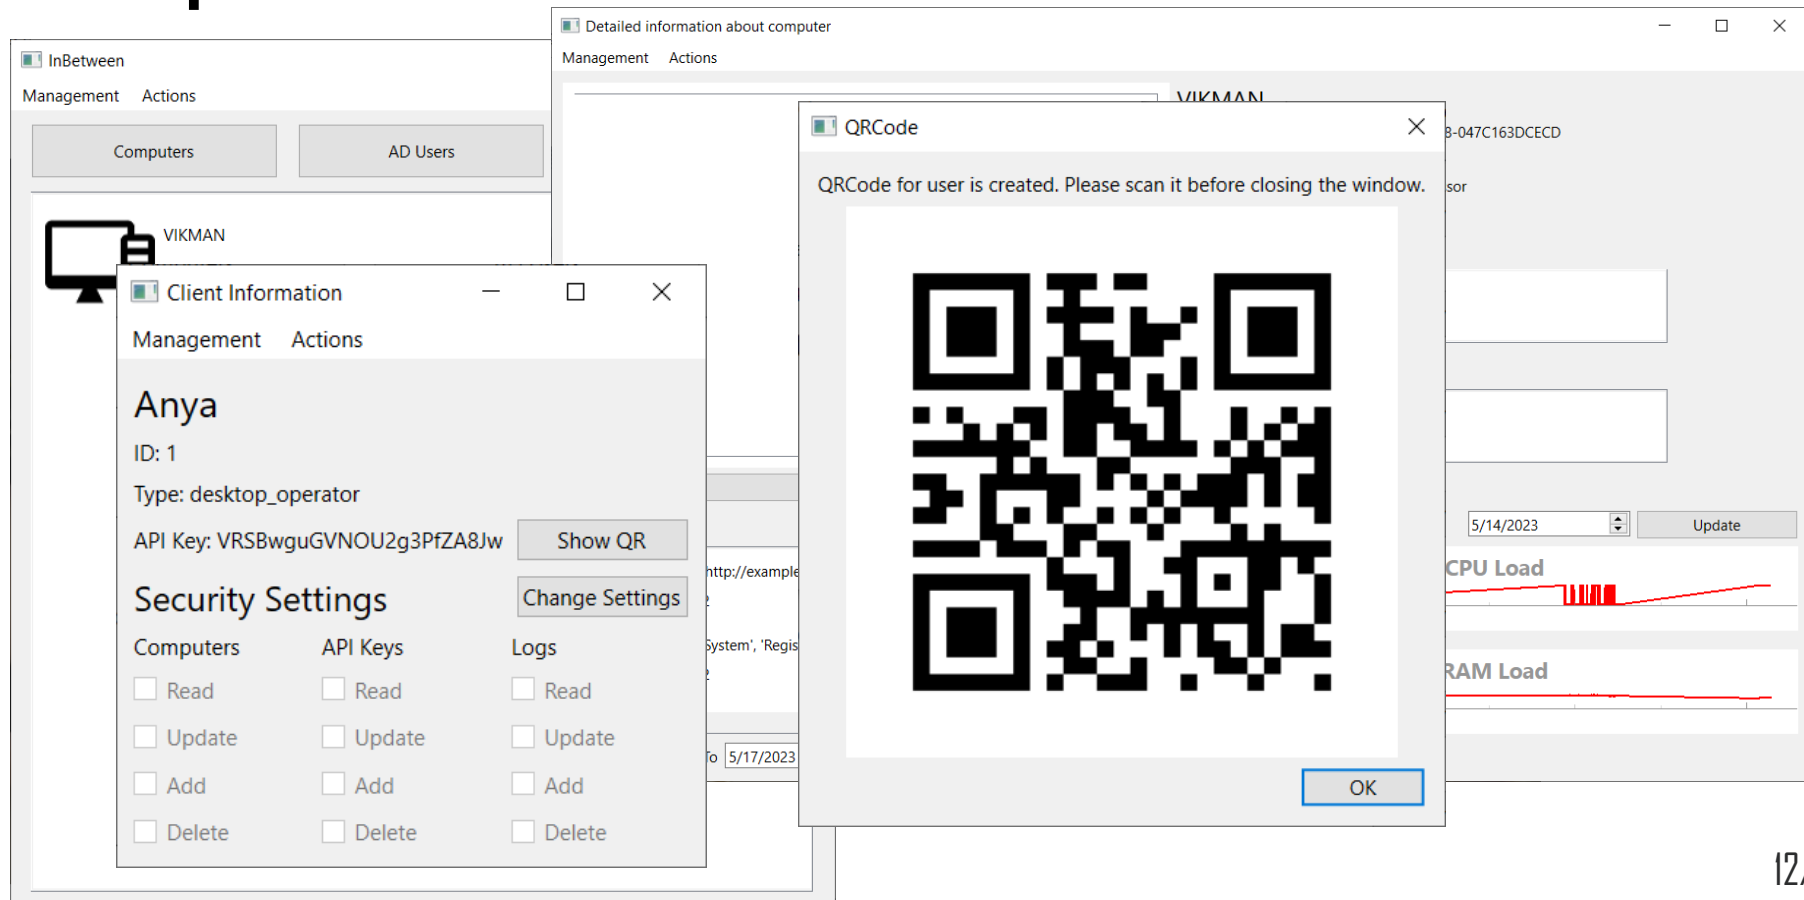 InBetween
Management Actions
Computers AD Users
VIKMAN
Client Information
Management Actions
Anya
ID: 1
Type: desktop_operator
API Key: VRSBwguGVNOU2g3PfZA8Jw Show QR
Security Settings Change Settings
Computers API Keys Logs
Read Read Read
Update Update Update
Add Add Add
Delete Delete Delete
Detailed information about computer
Management Actions
VIKMAN
-047C163DCECD
sor
http://example
System', 'Regis
To 5/17/2023
5/14/2023 Update
CPU Load
RAM Load
QRCode
QRCode for user is created. Please scan it before closing the window.
OK
12